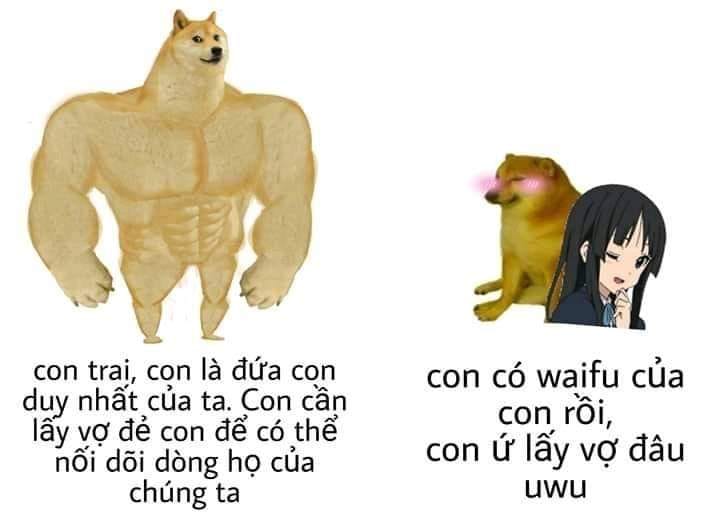 con trai, con là đứa con
duy nhất của ta. Con cần
lấy vợ đẻ con để có thể
nối dõi dòng họ của
chúng ta
con có waifu của
con rồi,
con ứ lấy vợ đâu
uwu